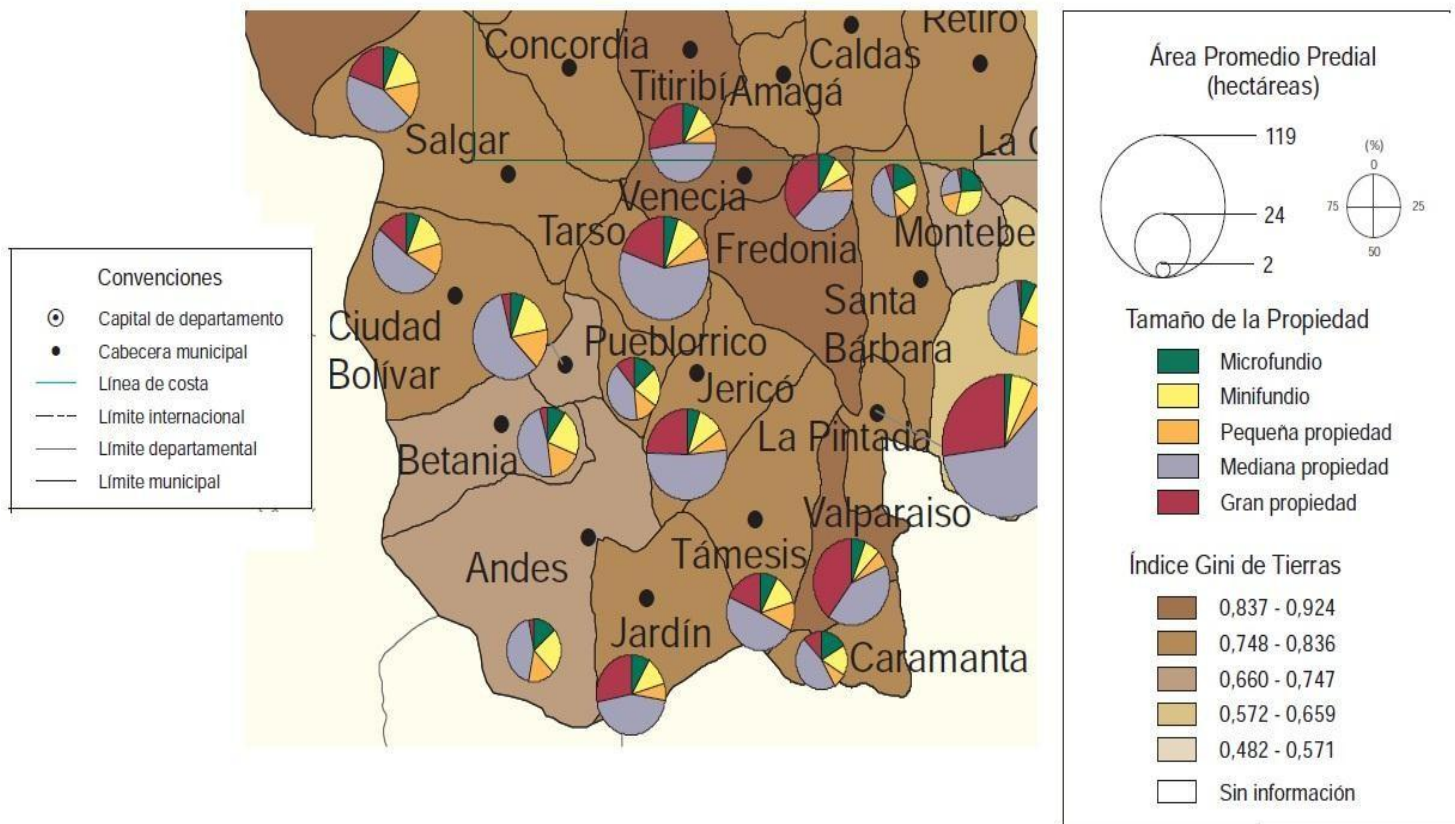 Convenciones
Capital de departamento
Cabecera municipal
Línea de costa
Límite internacional
Límite departamental
Límite municipal
Retiro
Concordia
Caldas
Titiribí
Amagá
Salgar
La C
Venecia
Tarso
Fredonia
Montebe
Ciudad
Bolívar
Santa
Bárbara
Pueblorrico
Jericó
La Pintada
Betania
Valparaiso
Andes
Támesis
Jardín
Caramanta
Área Promedio Predial
(hectáreas)
119
24
2
(%)
0
75
25
50
Tamaño de la Propiedad
Microfundio
Minifundio
Pequeña propiedad
Mediana propiedad
Gran propiedad
Índice Gini de Tierras
0,837 - 0,924
0,748 - 0,836
0,660 - 0,747
0,572 - 0,659
0,482 - 0,571
Sin información